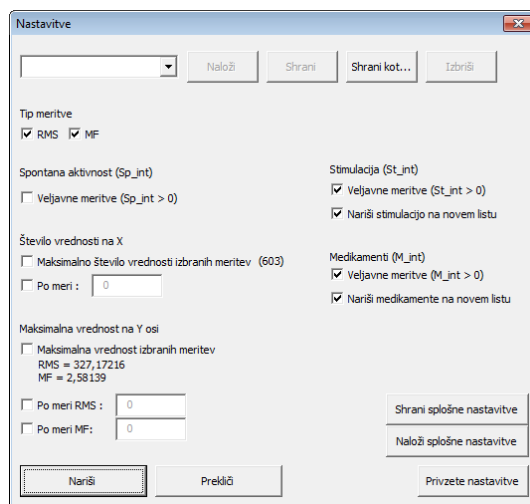 Nastavitve
Naloži Shrani Shrani kot... Izbriši
Tip meritve
RMS MF
Spontana aktivnost (Sp_int)
Veljavne meritve (Sp_int > 0)
Stimulacija (St_int)
Veljavne meritve (St_int > 0)
Nariši stimulacijo na novem listu
Število vrednosti na X
Maksimalno število vrednosti izbranih meritev (603)
Po meri : 0
Medikamenti (M_int)
Veljavne meritve (M_int > 0)
Nariši medikamente na novem listu
Maksimalna vrednost na Y osi
Maksimalna vrednost izbranih meritev
RMS = 327,17216
MF = 2,58139
Po meri RMS : 0
Po meri MF: 0
Shrani splošne nastavitve
Naloži splošne nastavitve
Nariši Prekliči Privzete nastavitve